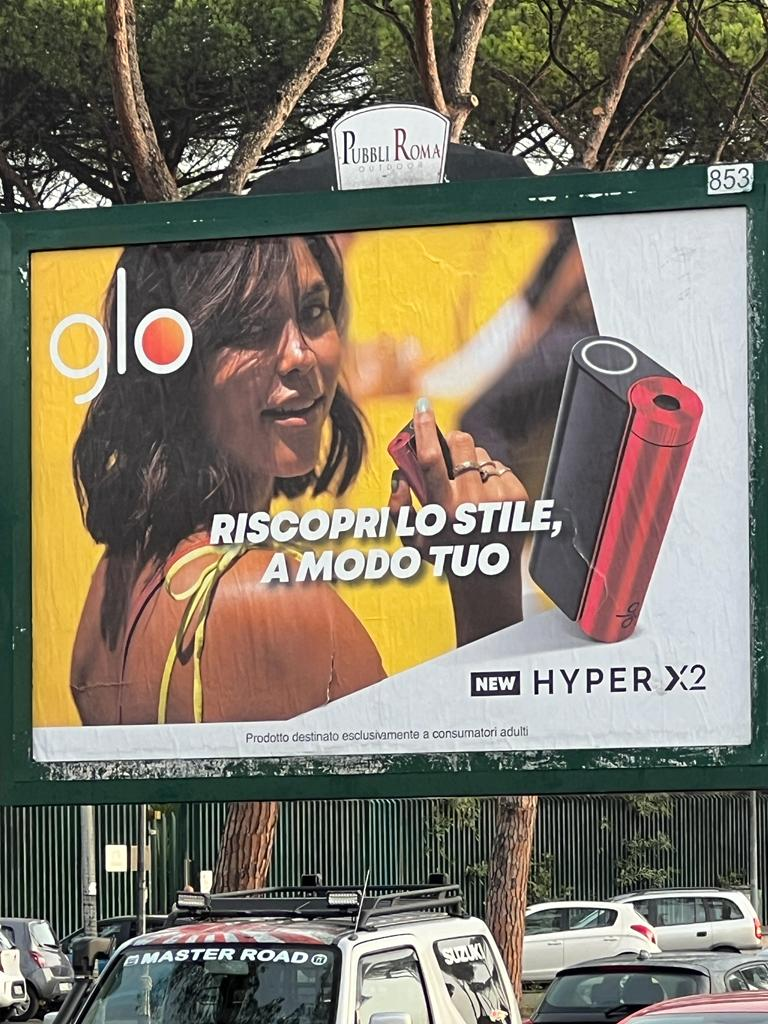 PUBBLI ROMA
OUTDOOR
853
glo
RISCOPRI LO STILE,
A MODO TUO
NEW HYPER X2
Prodotto destinato esclusivamente a consumatori adulti
MASTER ROAD
SUZUKI